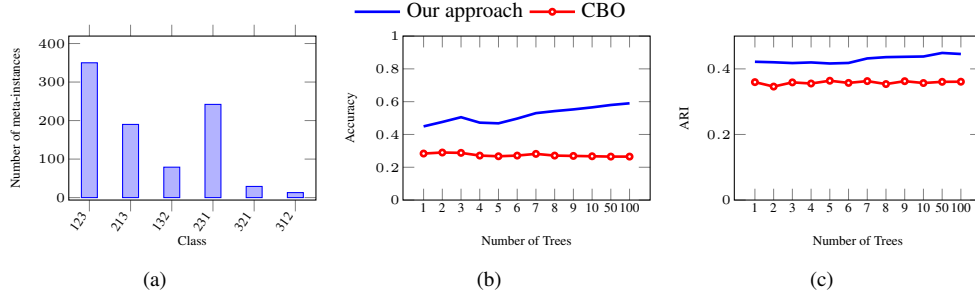 Our approach CBO
Number of meta-instances
400
300
200
100
0
123 213 132 231 321 312
Class
(a)
Accuracy
1
0.8
0.6
0.4
0.2
0
1 2 3 4 5 6 7 8 9 10 50 100
Number of Trees
(b)
ARI
0.4
0.2
0
1 2 3 4 5 6 7 8 9 10 50 100
Number of Trees
(c)